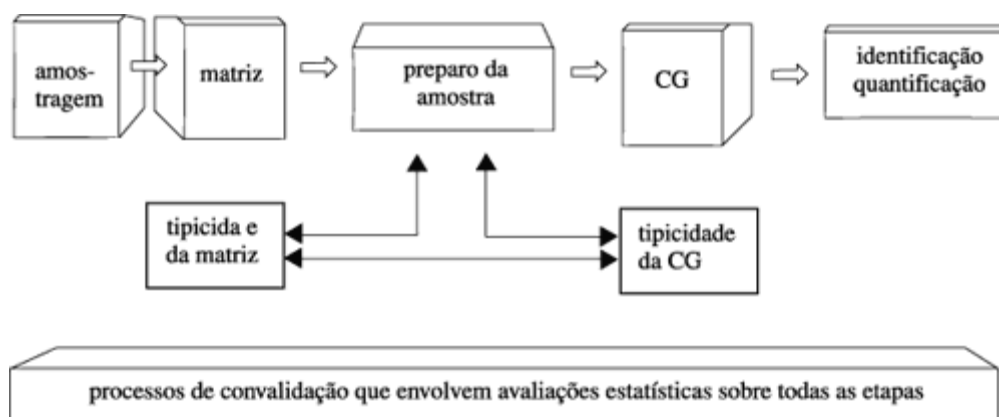 amos-
tragem
matriz
preparo da
amostra
CG
identificação
quantificação
tipicida e
da matriz
tipicidade
da CG
processos de convalidação que envolvem avaliações estatísticas sobre todas as etapas